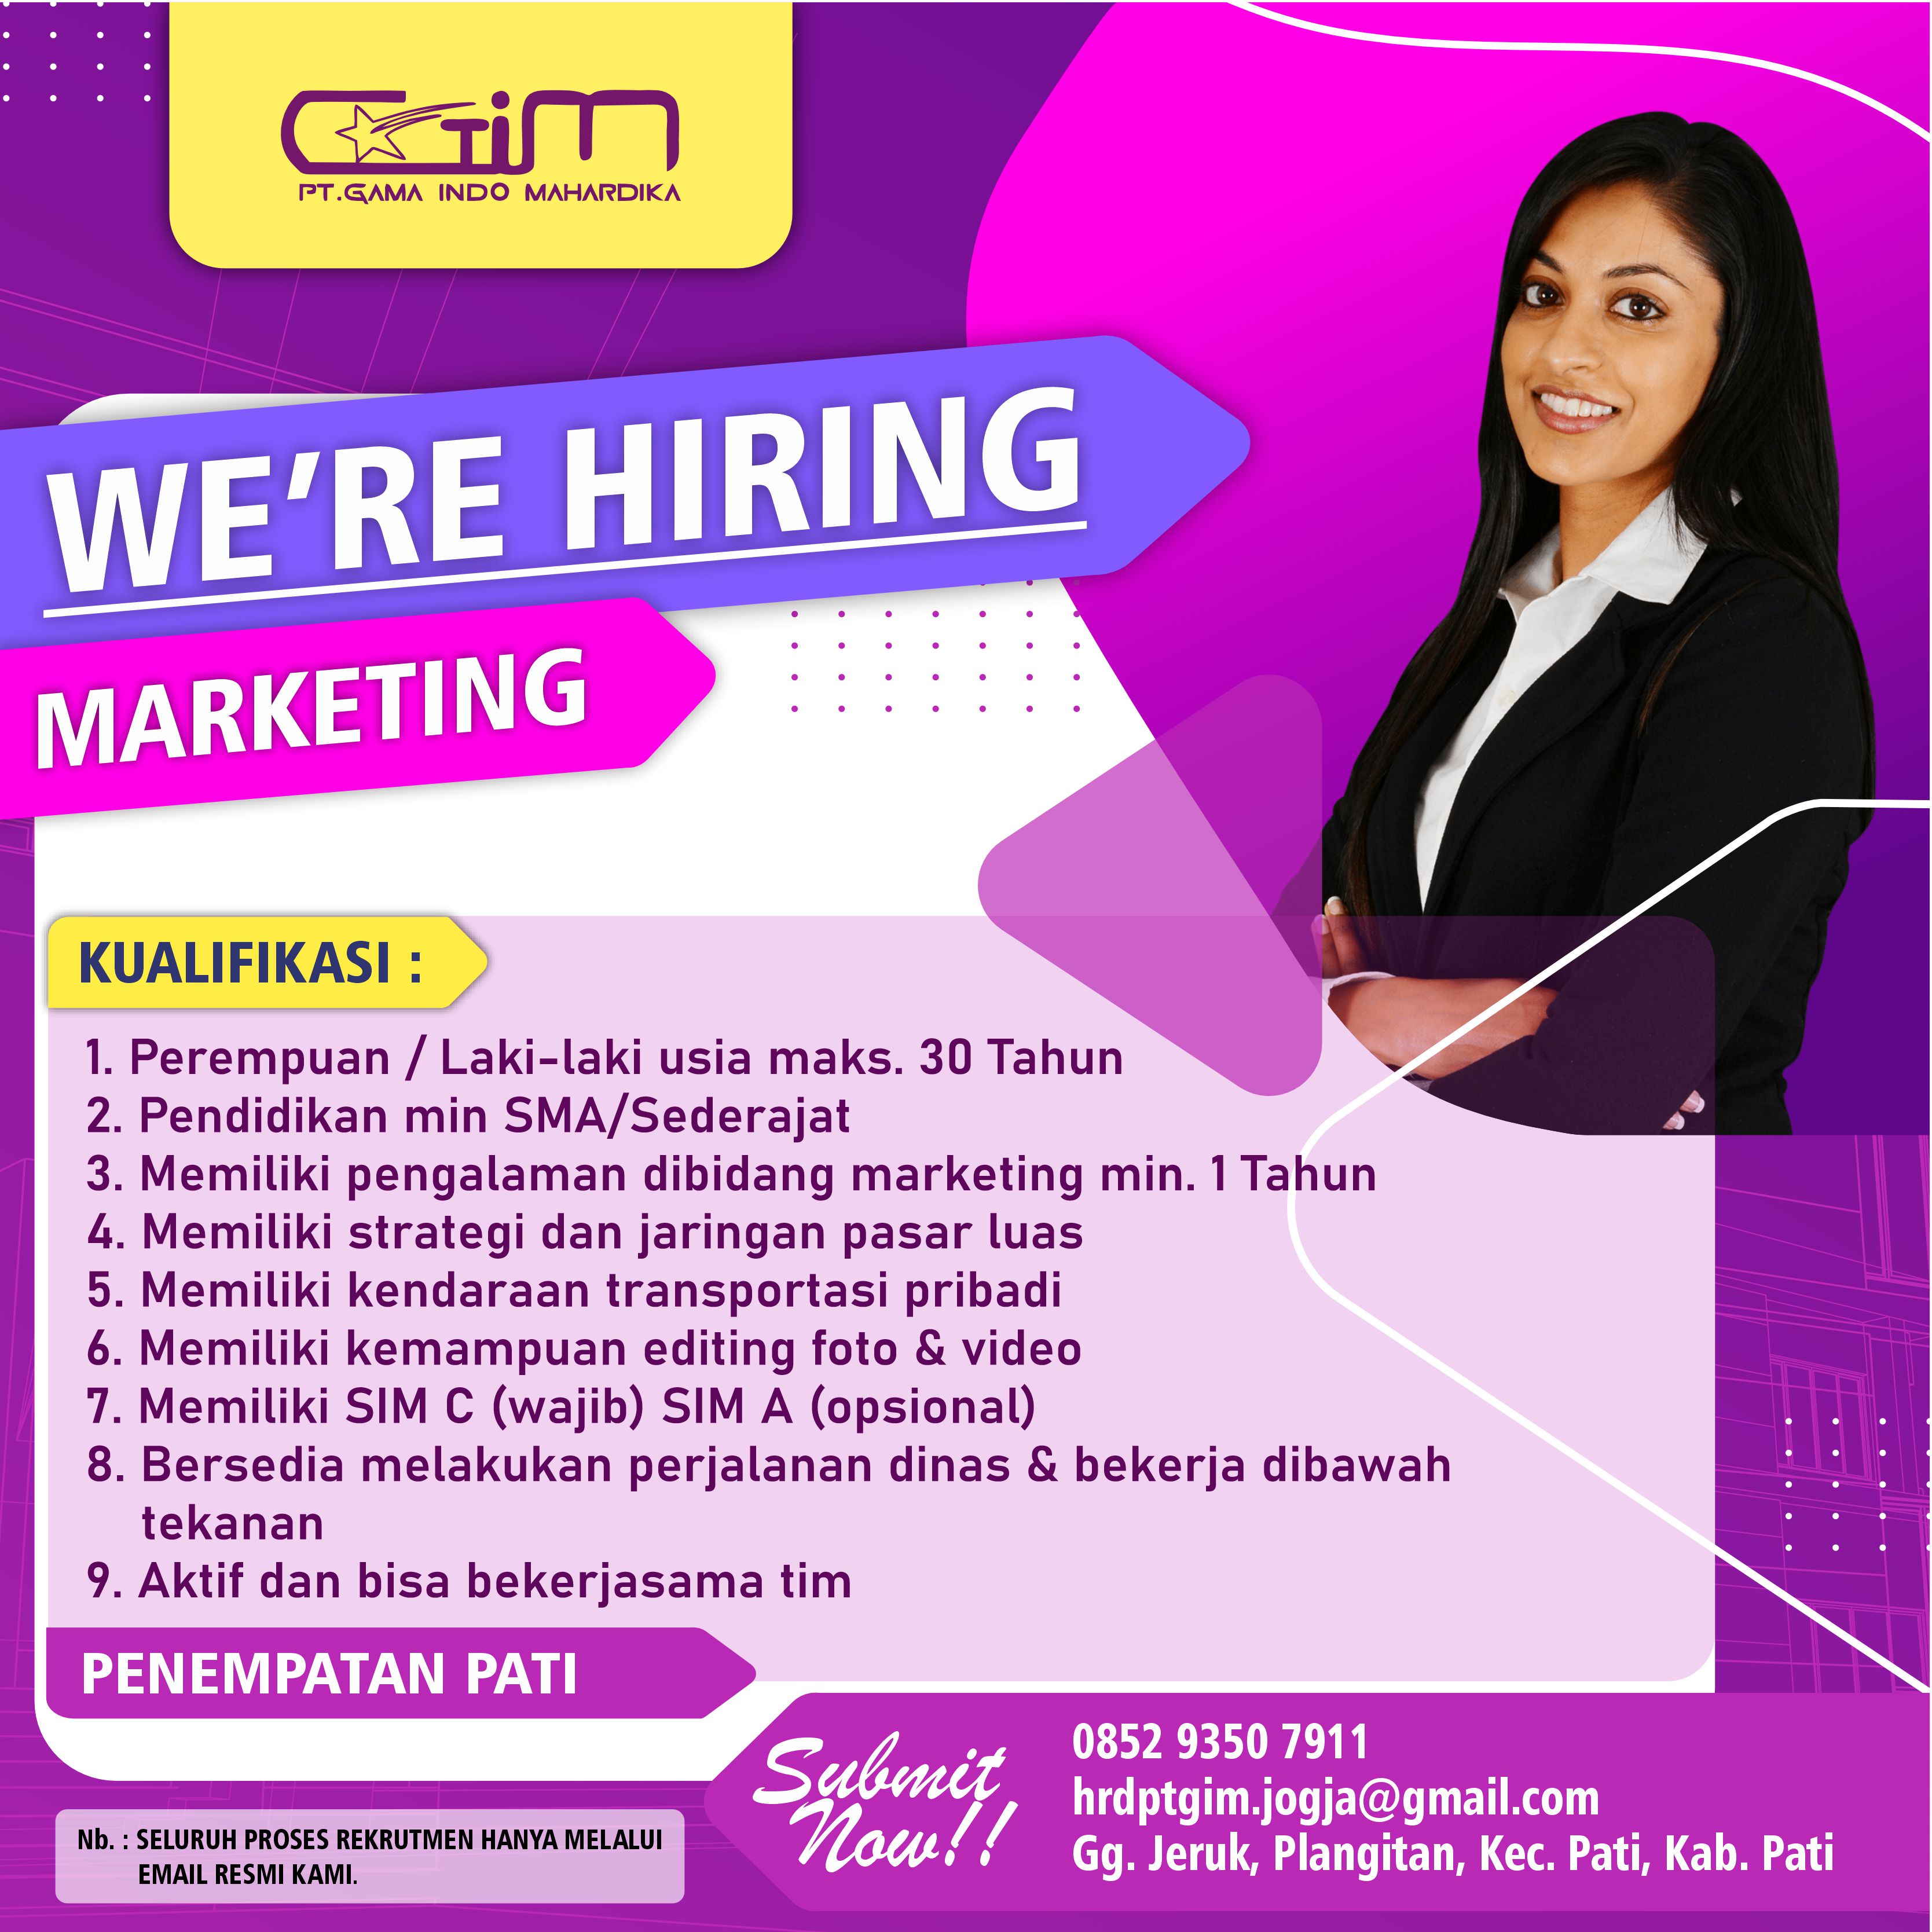 GTIM
PT.GAMA INDO MAHARDIKA
WE'RE HIRING
MARKETING
KUALIFIKASI :
1. Perempuan / Laki-laki usia maks. 30 Tahun
2. Pendidikan min SMA/Sederajat
3. Memiliki pengalaman dibidang marketing min. 1 Tahun
4. Memiliki strategi dan jaringan pasar luas
5. Memiliki kendaraan transportasi pribadi
6. Memiliki kemampuan editing foto & video
7. Memiliki SIM C (wajib) SIM A (opsional)
8. Bersedia melakukan perjalanan dinas & bekerja dibawah
tekanan
9. Aktif dan bisa bekerjasama tim
PENEMPATAN PATI
Submit
Now!!
0852 9350 7911
hrdptgim.jogja@gmail.com
Gg. Jeruk, Plangitan, Kec. Pati, Kab. Pati
Nb. : SELURUH PROSES REKRUTMEN HANYA MELALUI
EMAIL RESMI KAMI.